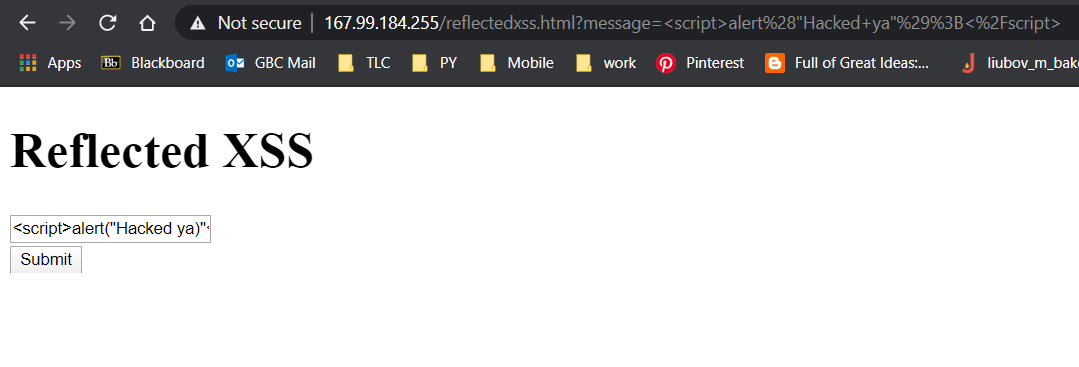 Not secure | 167.99.184.255/reflectedxss.html?message=<script>alert%28"Hacked+ya"%29%3B<%2Fscript>
Apps Bb Blackboard GBC Mail TLC PY Mobile work Pinterest Full of Great Ideas:... liubov_m_bak
Reflected XSS
<script>alert("Hacked ya)"
Submit